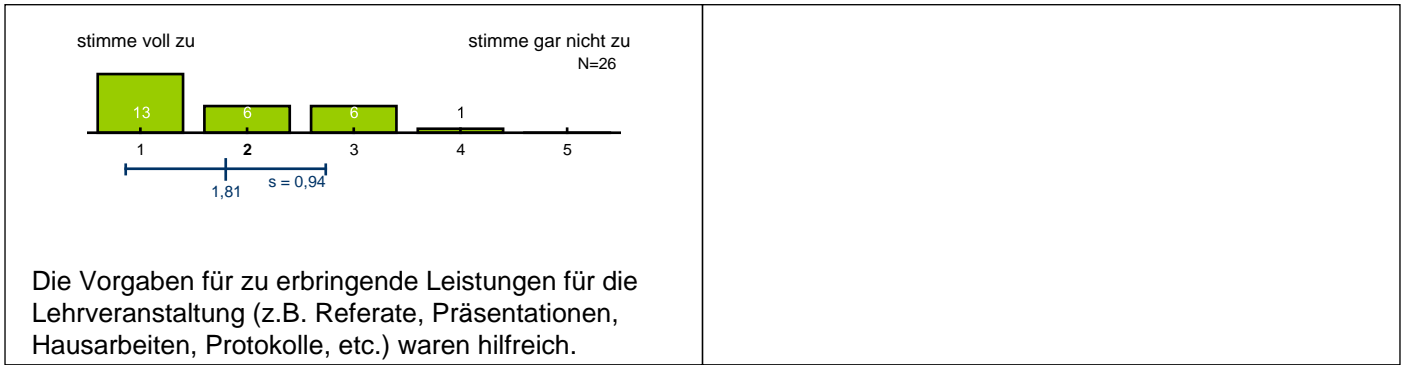 stimme voll zu stimme gar nicht zu
N=26
13 6 6 1
1 2 3 4 5
1,81 s = 0,94
Die Vorgaben für zu erbringende Leistungen für die
Lehrveranstaltung (z.B. Referate, Präsentationen,
Hausarbeiten, Protokolle, etc.) waren hilfreich.